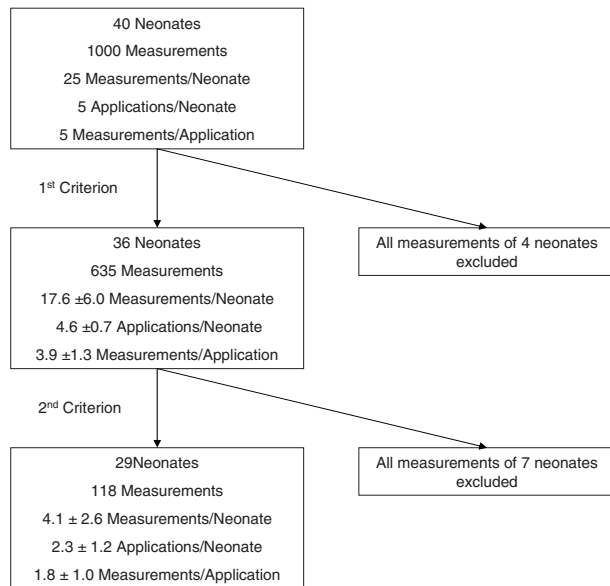 40 Neonates
1000 Measurements
25 Measurements/Neonate
5 Applications/Neonate
5 Measurements/Application
1st Criterion
36 Neonates
635 Measurements
17.6 ±6.0 Measurements/Neonate
4.6 ±0.7 Applications/Neonate
3.9 ±1.3 Measurements/Application
All measurements of 4 neonates
excluded
2nd Criterion
29Neonates
118 Measurements
4.1 ± 2.6 Measurements/Neonate
2.3 ± 1.2 Applications/Neonate
1.8 ± 1.0 Measurements/Application
All measurements of 7 neonates
excluded